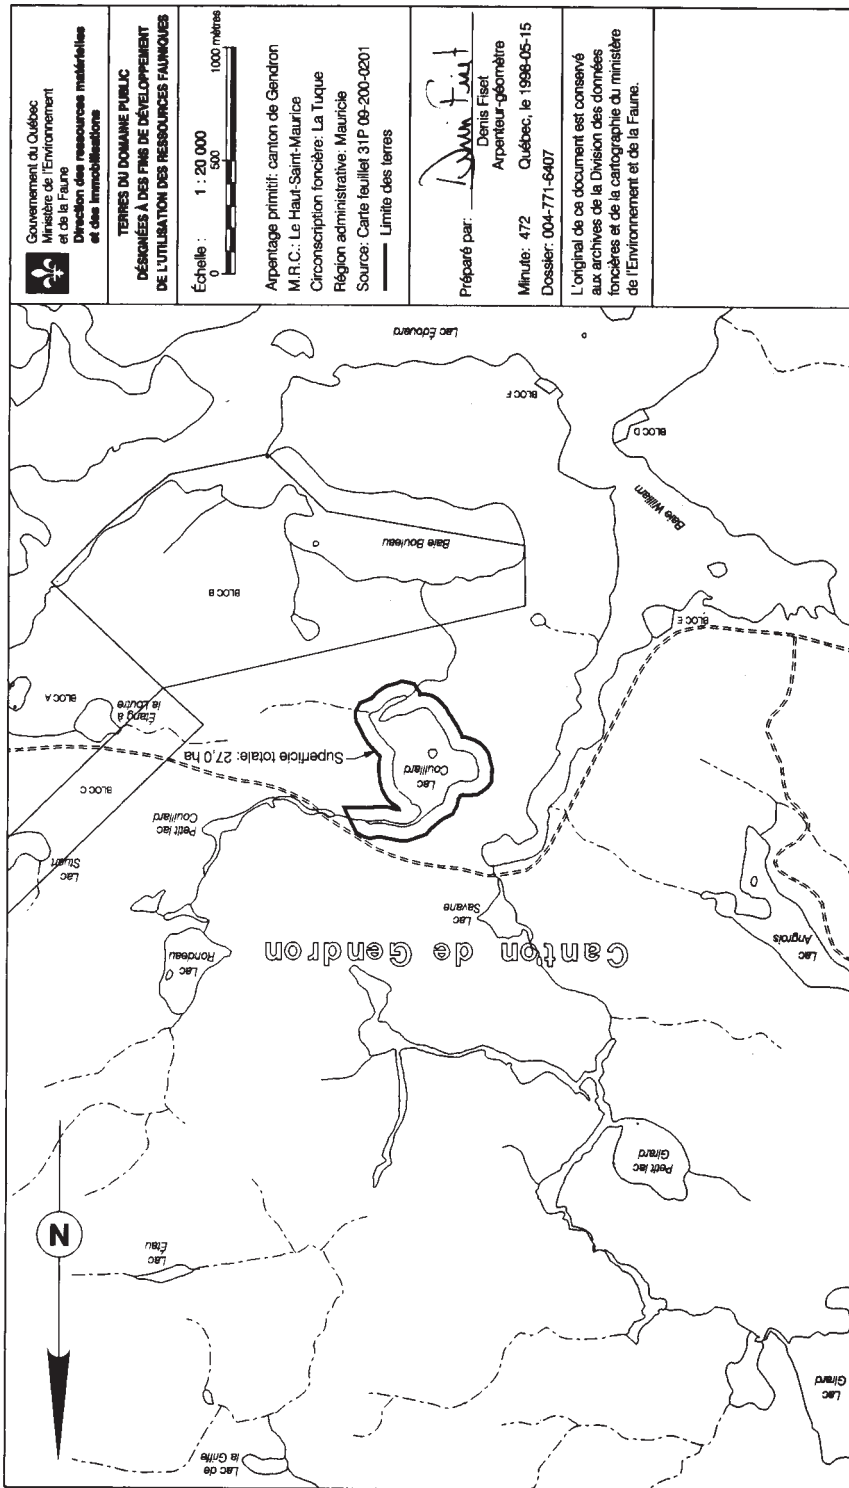 Gouvernement du Québec
Ministère de l'Environnement
et de la Faune
Direction des ressources matérielles
et des immobilisations
TERRES DU DOMAINE PUBLIC
DÉSIGNÉES À DES FINS DE DÉVELOPPEMENT
DE L'UTILISATION DES RESSOURCES FAUNIQUES
Échelle : 1 : 20 000
0 500 1000 mètres
Arpentage primitif: canton de Gendron
M.R.C.: Le Haut-Saint-Maurice
Circonscription foncière: La Tuque
Région administrative: Mauricie
Source: Carte feuillet 31P 09-200-0201
Limite des terres
Préparé par: Denis Fiset
Denis Fiset
Arpenteur-géomètre
Minute: 472 Québec, le 1998-05-15
Dossier: 004-771-6407
L'original de ce document est conservé
aux archives de la Division des données
foncières et de la cartographie du ministère
de l'Environnement et de la Faune.
Lac Édouard
BLOC F
BLOC D
Baie William
Baie Bouleau
BLOC B
BLOC E
BLOC A
Étang à
la Loutre
BLOC C
Superficie totale: 27,0 ha
Lac
Couillard
Petit lac
Couillard
Lac
Stuart
Lac
Savane
Lac
Rondeau
Canton de Gendron
Lac
Angrois
Petit lac
Girard
N
Lac
Étau
Lac de
la Griffe
Lac
Girard